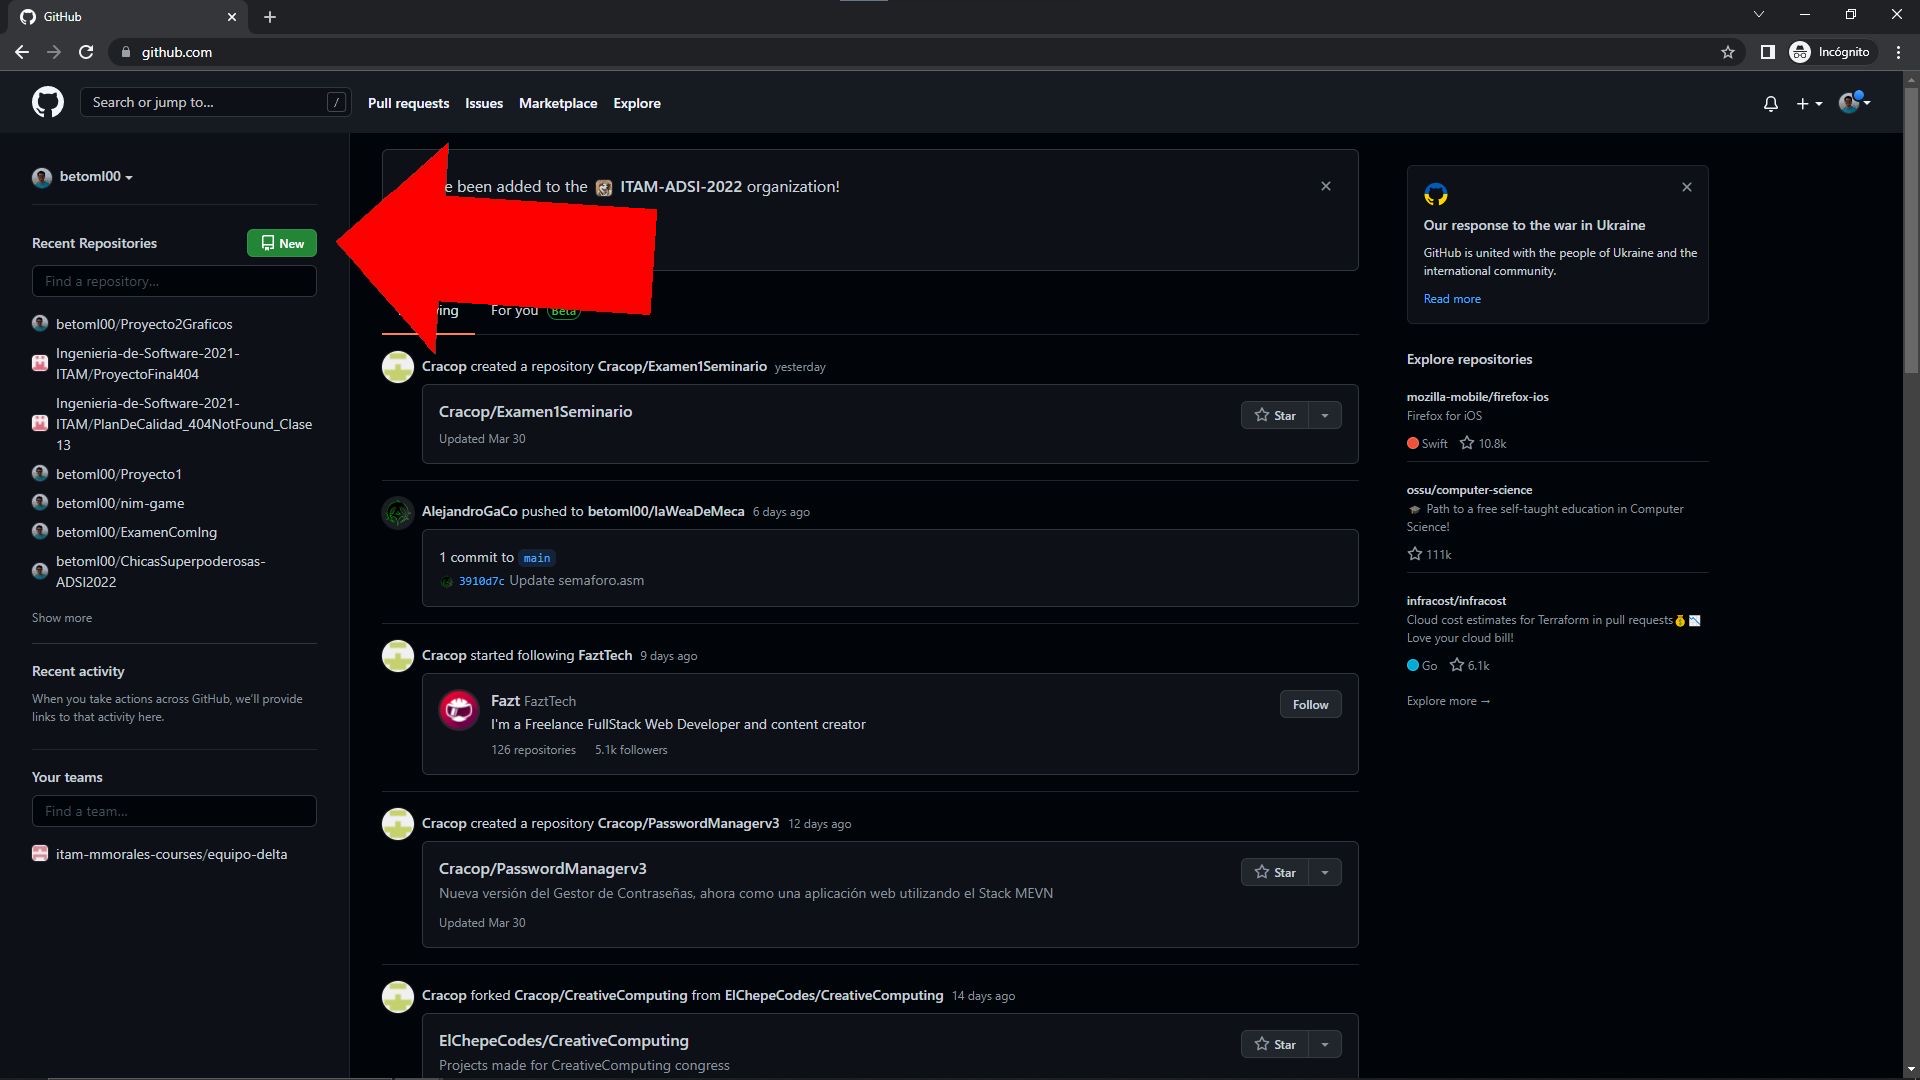 GitHub
github.com
Incógnito
Search or jump to...
/
Pull requests Issues Marketplace Explore
betoml00
Recent Repositories
New
Find a repository...
betoml00/Proyecto2Graficos
Ingenieria-de-Software-2021-
ITAM/ProyectoFinal404
Ingenieria-de-Software-2021-
ITAM/PlanDeCalidad_404NotFound_Clase
13
betoml00/Proyecto1
betoml00/nim-game
betoml00/ExamenComIng
betoml00/ChicasSuperpoderosas-
ADSI2022
Show more
Recent activity
When you take actions across GitHub, we'll provide
links to that activity here.
Your teams
Find a team...
itam-mmorales-courses/equipo-delta
been added to the ITAM-ADSI-2022 organization!
For you Beta
Cracop created a repository Cracop/Examen1Seminario yesterday
Cracop/Examen1Seminario
Star
Updated Mar 30
AlejandroGaCo pushed to betoml00/laWeaDeMeca 6 days ago
1 commit to main
3910d7c Update semaforo.asm
Cracop started following FaztTech 9 days ago
Fazt FaztTech
Follow
I'm a Freelance FullStack Web Developer and content creator
126 repositories 5.1k followers
Cracop created a repository Cracop/PasswordManagerv3 12 days ago
Cracop/PasswordManagerv3
Star
Nueva versión del Gestor de Contraseñas, ahora como una aplicación web utilizando el Stack MEVN
Updated Mar 30
Cracop forked Cracop/CreativeComputing from ElChepeCodes/CreativeComputing 14 days ago
ElChepeCodes/CreativeComputing
Star
Projects made for CreativeComputing congress
Our response to the war in Ukraine
GitHub is united with the people of Ukraine and the
international community.
Read more
Explore repositories
mozilla-mobile/firefox-ios
Firefox for iOS
Swift 10.8k
ossu/computer-science
Path to a free self-taught education in Computer
Science!
111k
infracost/infracost
Cloud cost estimates for Terraform in pull requests
Love your cloud bill!
Go 6.1k
Explore more →